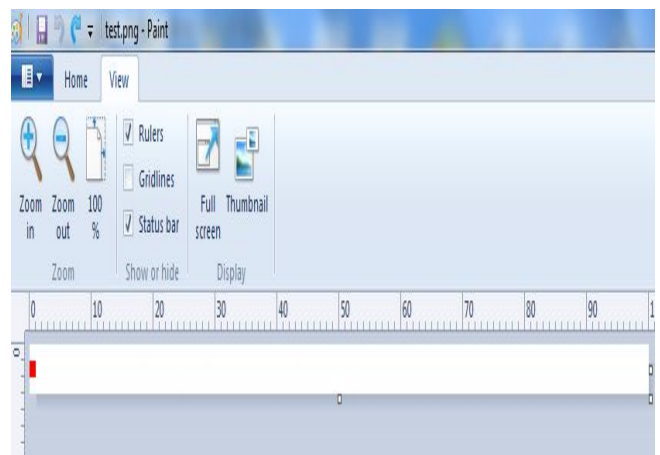 test.png - Paint
Home View
Rulers
Gridlines
Status bar
Zoom in
Zoom out
100 %
Full screen
Thumbnail
Zoom
Show or hide
Display
0 10 20 30 40 50 60 70 80 90 1
0